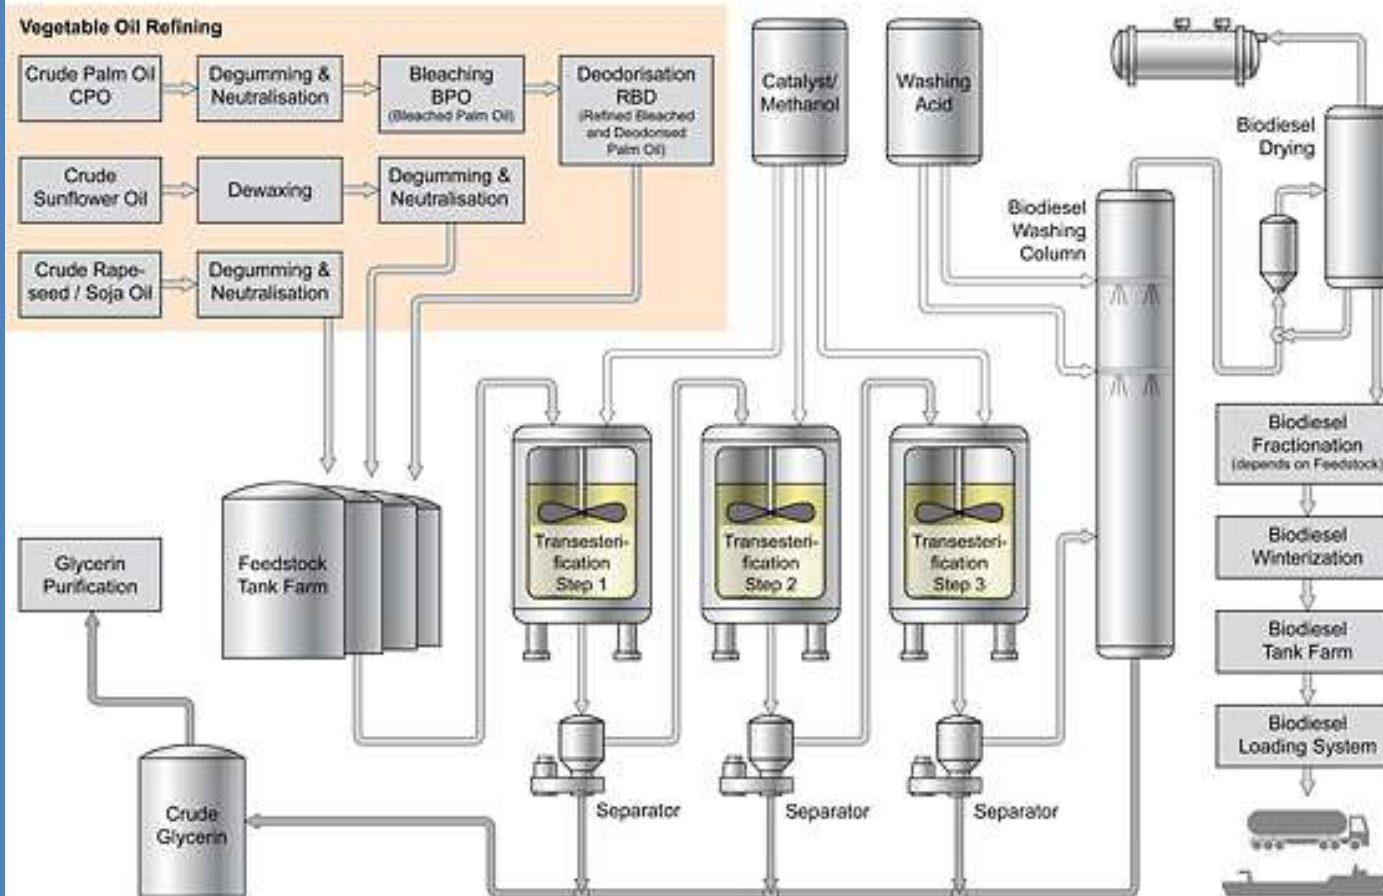 Vegetable Oil Refining
Crude Palm Oil
CPO
Degumming &
Neutralisation
Bleaching
BPO
(Bleached Palm Oil)
Deodorisation
RBD
(Refined Bleached
and Deodorised
Palm Oil)
Crude
Sunflower Oil
Dewaxing
Degumming &
Neutralisation
Crude Rape-
seed / Soja Oil
Degumming &
Neutralisation
Catalyst/
Methanol
Washing
Acid
Biodiesel
Drying
Biodiesel
Washing
Column
Feedstock
Tank Farm
Transesteri-
fication
Step 1
Transesteri-
fication
Step 2
Transesteri-
fication
Step 3
Biodiesel
Fractionation
(depends on Feedstock)
Biodiesel
Winterization
Biodiesel
Tank Farm
Biodiesel
Loading System
Glycerin
Purification
Crude
Glycerin
Separator
Separator
Separator